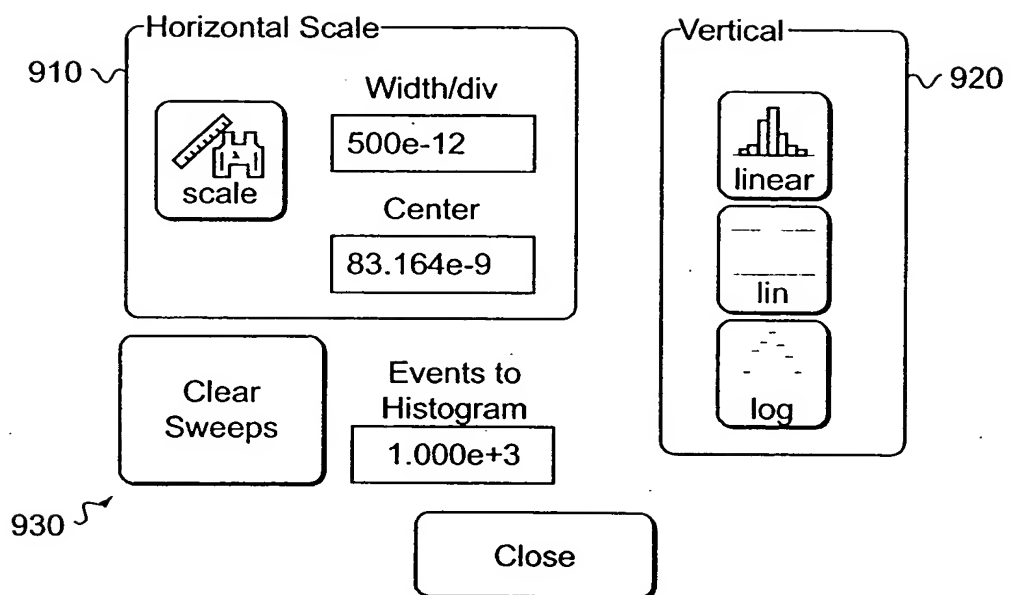 Horizontal Scale
910
scale
Width/div
500e-12
Center
83.164e-9
Vertical
920
linear
lin
log
Clear
Sweeps
Events to
Histogram
1.000e+3
930
Close